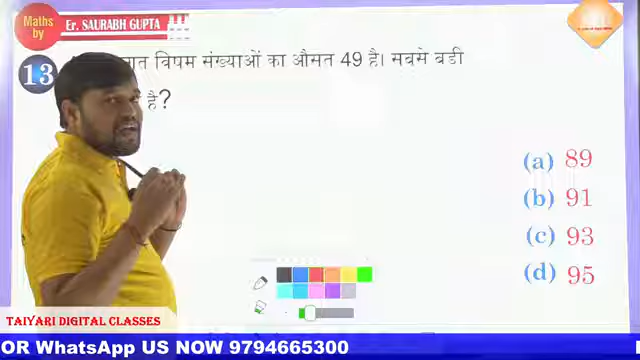 Maths
by
Er. SAURABH GUPTA
13
विषम संख्याओं का औसत 49 है। सबसे बडी
है?
(a) 89
(b) 91
(c) 93
(d) 95
TAIYARI DIGITAL CLASSES
OR WhatsApp US NOW 9794665300